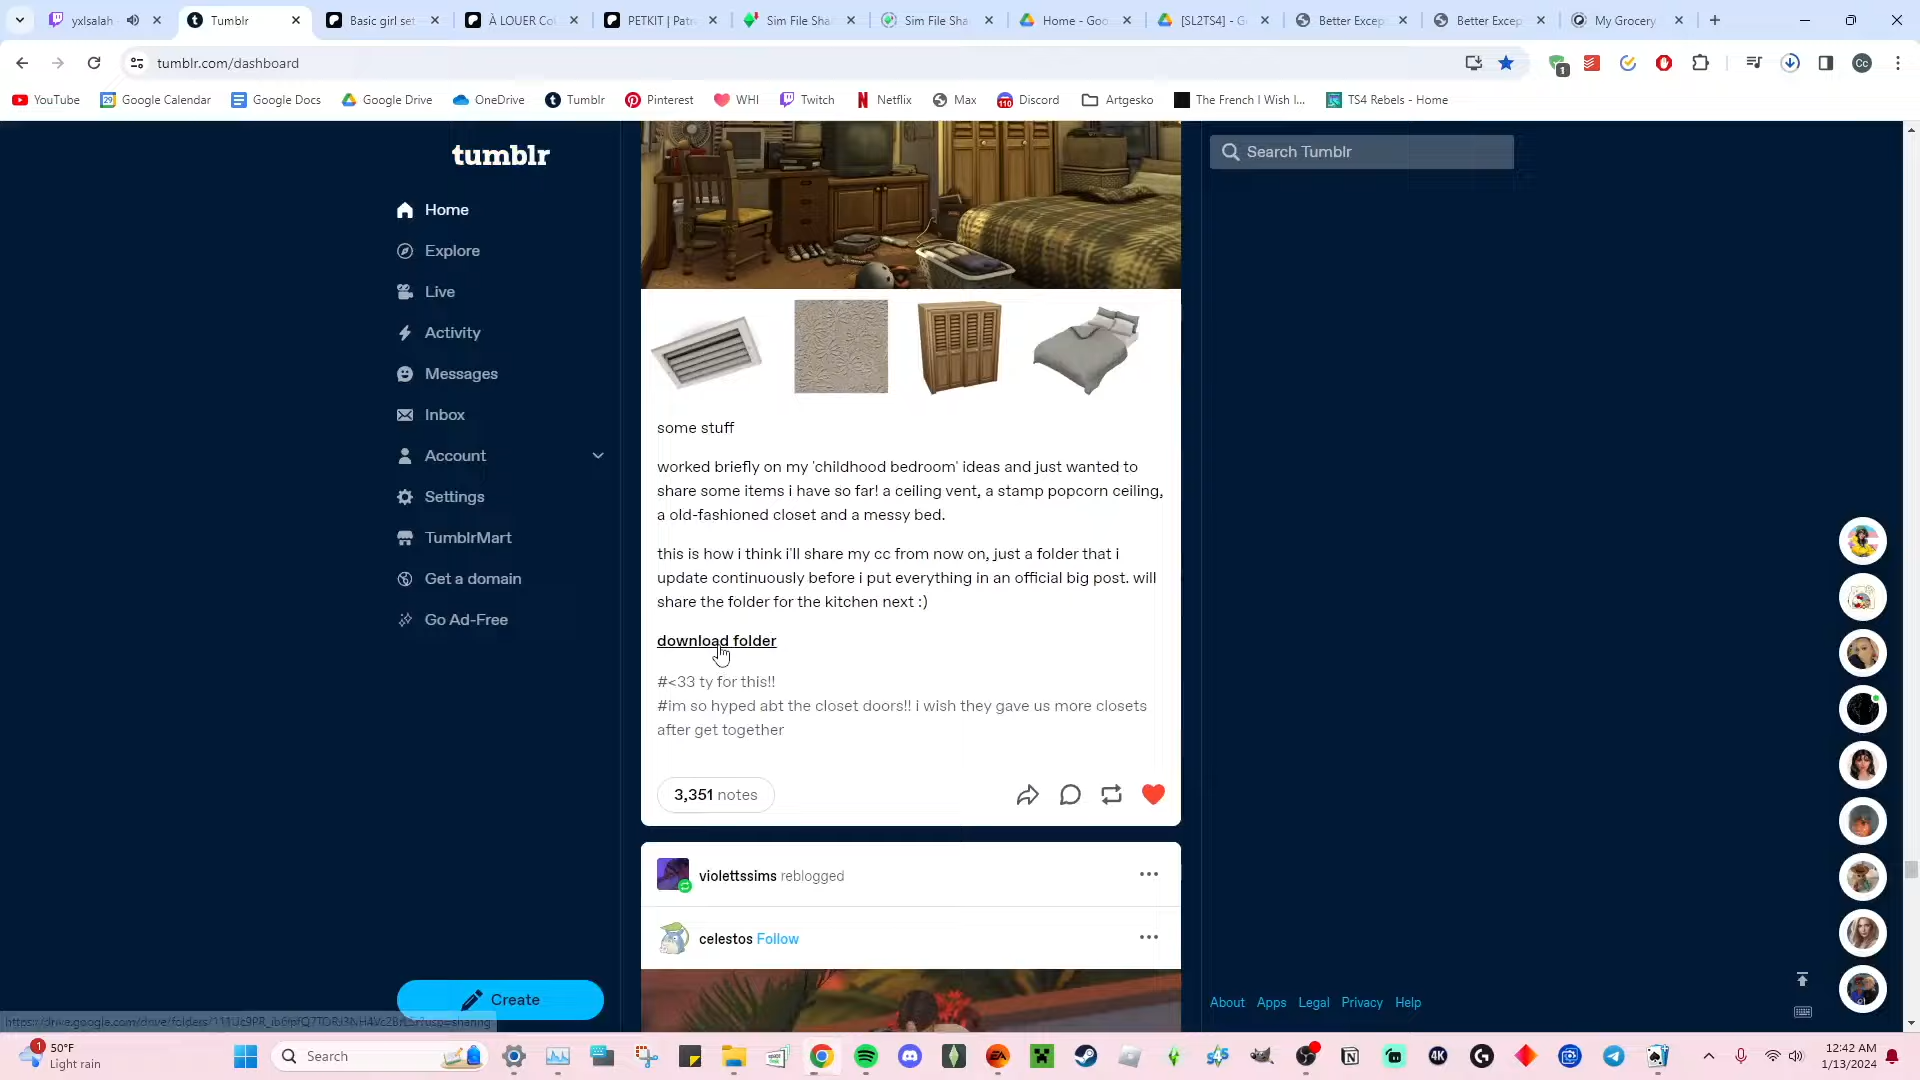 yxlsalah
Tumblr
Basic girl set
À LOUER Co
PETKIT | Patr
Sim File Sha
Sim File Sha
Home - Goo
[SL2TS4] - G
Better Excep
Better Excep
My Grocery
tumblr.com/dashboard
1
Cc
YouTube
Google Calendar
Google Docs
Google Drive
OneDrive
Tumblr
Pinterest
WHI
Twitch
Netflix
Max
Discord
Artgesko
The French I Wish I...
TS4 Rebels - Home
tumblr
Home
Explore
Live
Activity
Messages
Inbox
Account
Settings
TumblrMart
Get a domain
Go Ad-Free
Create
Search Tumblr
some stuff
worked briefly on my 'childhood bedroom' ideas and just wanted to
share some items i have so far! a ceiling vent, a stamp popcorn ceiling,
a old-fashioned closet and a messy bed.
this is how i think i'll share my cc from now on, just a folder that i
update continuously before i put everything in an official big post. will
share the folder for the kitchen next :)
download folder
#<33 ty for this!!
#im so hyped abt the closet doors!! i wish they gave us more closets
after get together
3,351 notes
violettssims reblogged
celestos Follow
About Apps Legal Privacy Help
1
50°F
Light rain
Search
4K
12:42 AM
1/13/2024